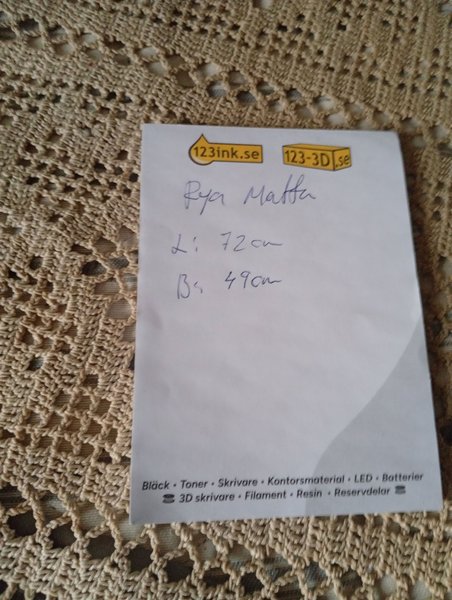 123ink.se 123-3D.se
Rya Matta
L: 72cm
B: 49cm
Bläck • Toner • Skrivare • Kontorsmaterial • LED • Batterier
3D skrivare • Filament • Resin • Reservdelar